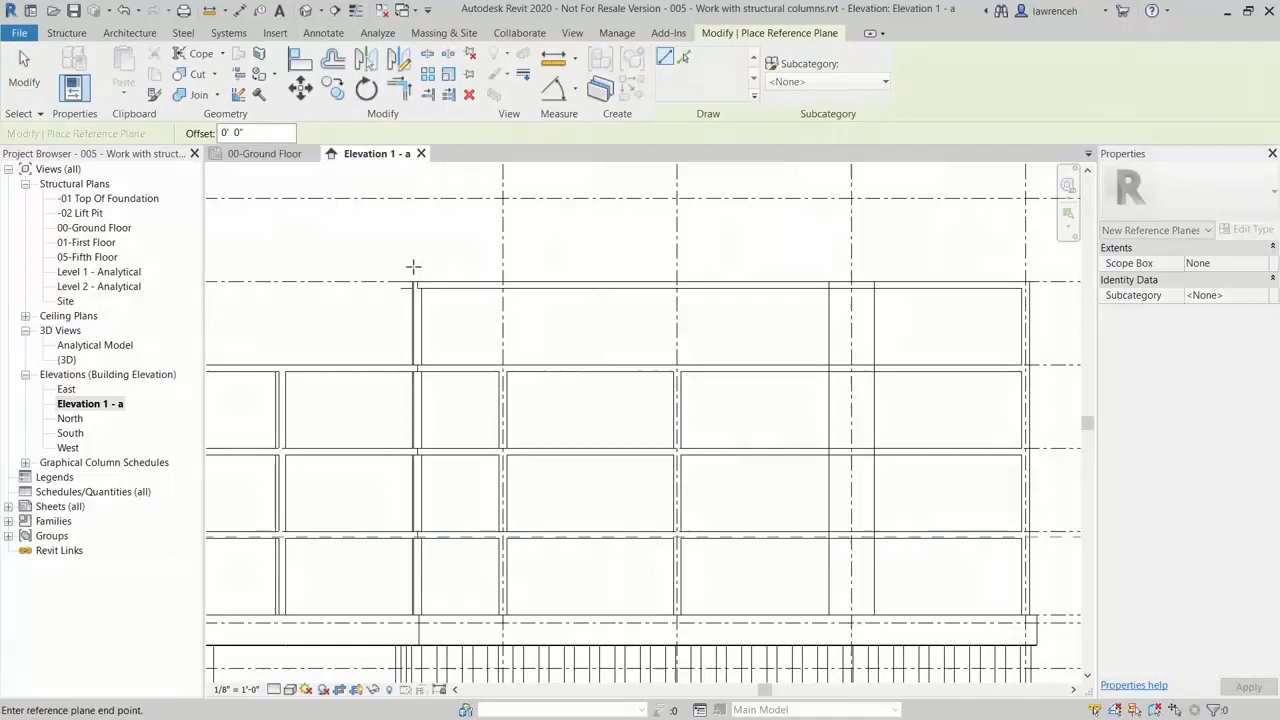 Autodesk Revit 2020 - Not For Resale Version - 005 - Work with structural columns.rvt - Elevation: Elevation 1 - a
lawrenceh
File
Structure
Architecture
Steel
Systems
Insert
Annotate
Analyze
Massing & Site
Collaborate
View
Manage
Add-Ins
Modify | Place Reference Plane
Modify
Paste
Cope
Cut
Join
Subcategory:
<None>
Select
Properties
Clipboard
Geometry
Modify
View
Measure
Create
Draw
Subcategory
Modify | Place Reference Plane
Offset:
0' 0"
Project Browser - 005 - Work with struct...
00-Ground Floor
Elevation 1 - a
Properties
Views (all)
Structural Plans
-01 Top Of Foundation
-02 Lift Pit
00-Ground Floor
01-First Floor
05-Fifth Floor
Level 1 - Analytical
Level 2 - Analytical
Site
Ceiling Plans
3D Views
Analytical Model
{3D}
Elevations (Building Elevation)
East
Elevation 1 - a
North
South
West
Graphical Column Schedules
Legends
Schedules/Quantities (all)
Sheets (all)
Families
Groups
Revit Links
R
New Reference Planes
Edit Type
Extents
Scope Box
None
Identity Data
Subcategory
<None>
Properties help
Apply
1/8" = 1'-0"
Enter reference plane end point.
:0
Main Model
:0